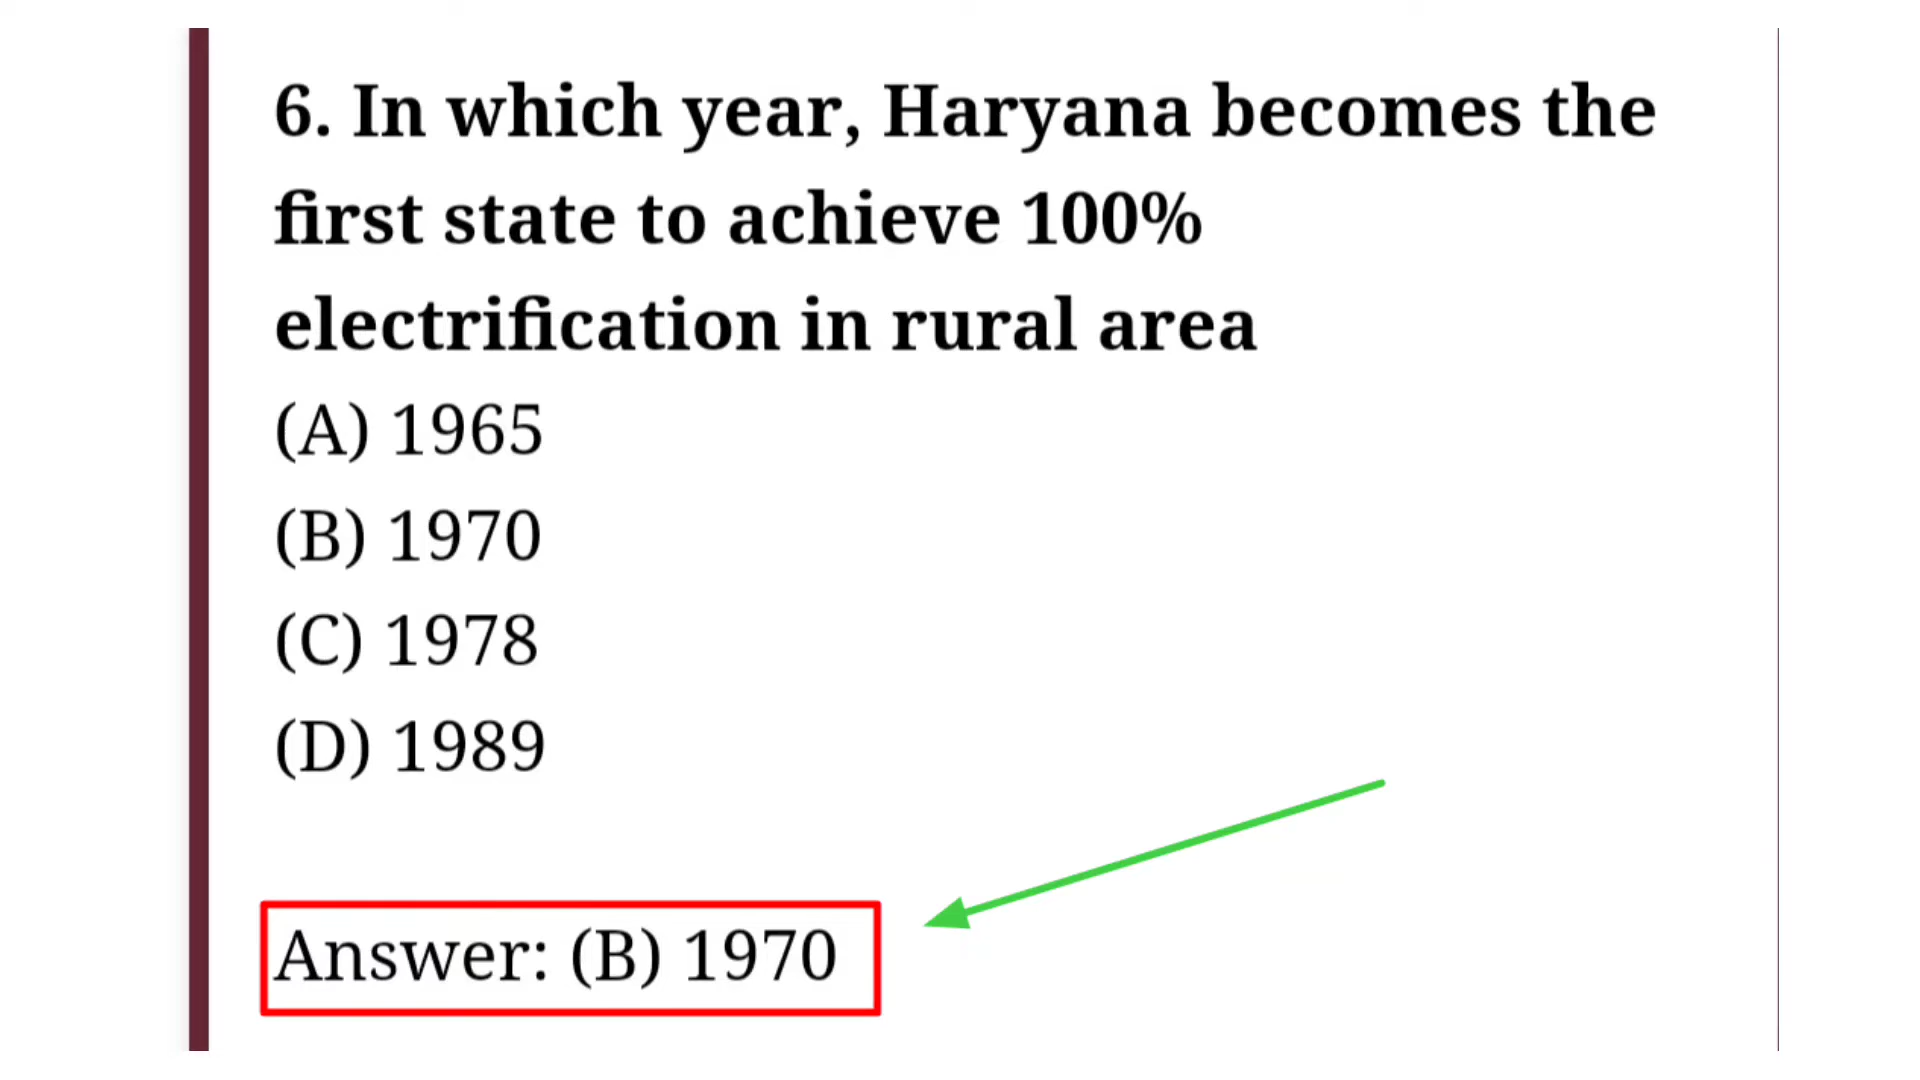 6. In which year, Haryana becomes the
first state to achieve 100%
electrification in rural area
(A) 1965
(B) 1970
(C) 1978
(D) 1989
Answer: (B) 1970